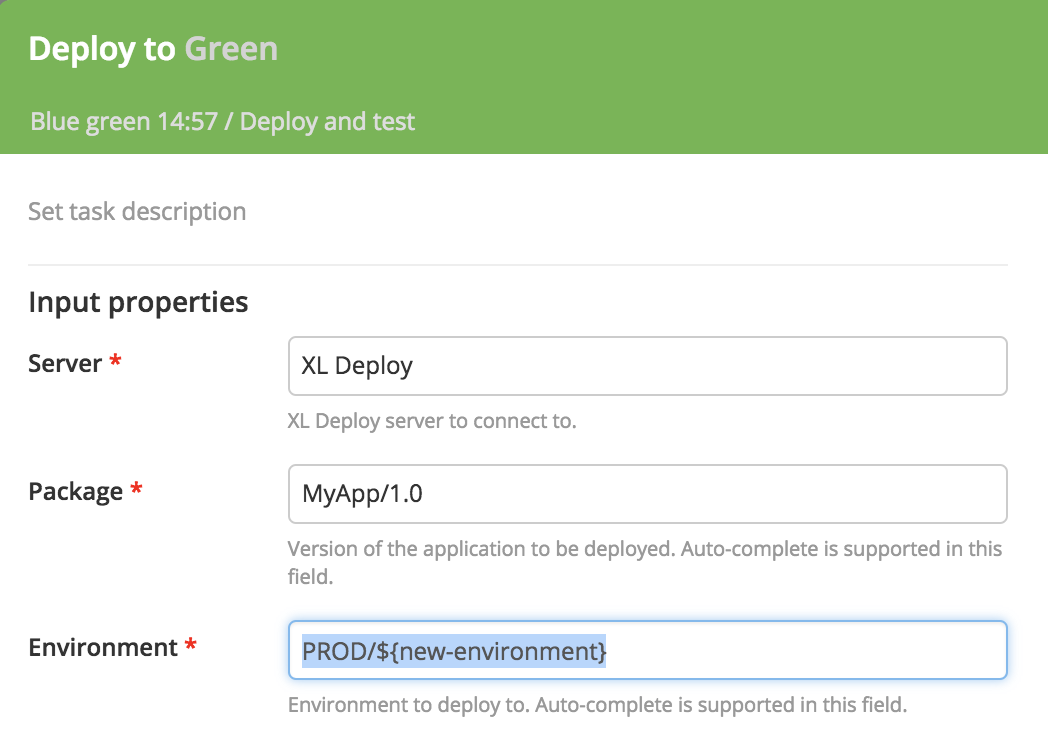 Deploy to Green
Blue green 14:57 / Deploy and test
Set task description
Input properties
Server *
XL Deploy
XL Deploy server to connect to.
Package *
MyApp/1.0
Version of the application to be deployed. Auto-complete is supported in this
field.
Environment *
PROD/${new-environment}
Environment to deploy to. Auto-complete is supported in this field.